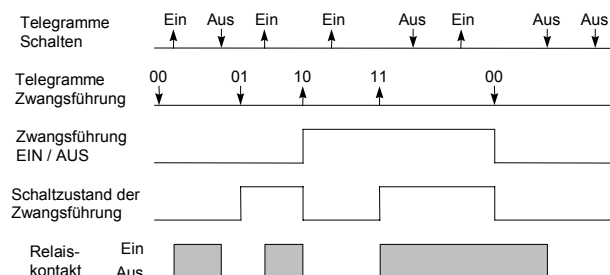 Telegramme
Schalten
Ein Aus Ein Ein Aus Ein Aus Aus
Telegramme
Zwangsführung
00 01 10 11 00
Zwangsführung
EIN / AUS
Schaltzustand der
Zwangsführung
Relais-
kontakt
Ein
Aus